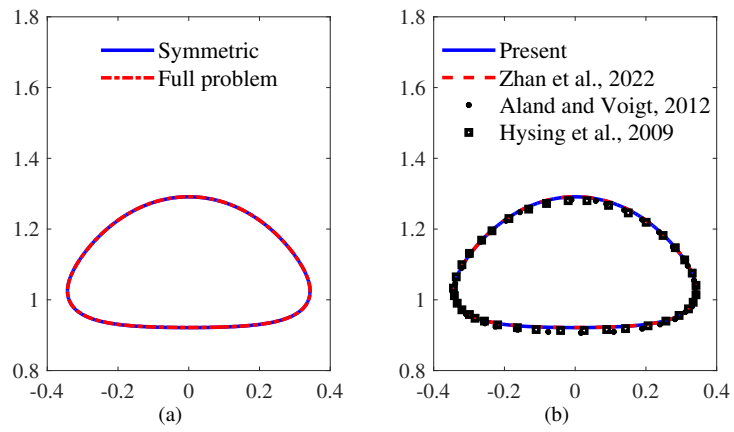 1.8
1.6
1.4
1.2
1
0.8
-0.4
-0.2
0
0.2
0.4
Symmetric
Full problem
(a)
1.8
1.6
1.4
1.2
1
0.8
-0.4
-0.2
0
0.2
0.4
Present
Zhan et al., 2022
Aland and Voigt, 2012
Hysing et al., 2009
(b)